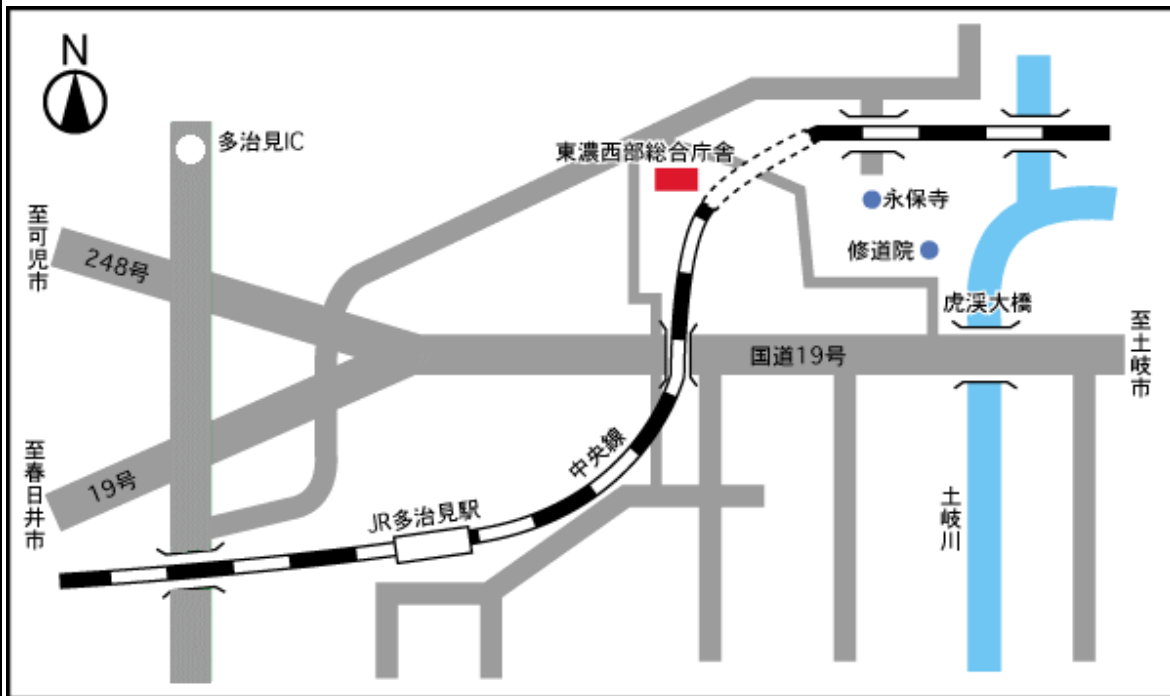 N
多治見IC
東濃西部総合庁舎
永保寺
修道院
至可児市
248号
虎渓大橋
国道19号
至土岐市
至春日井市
19号
中央線
JR多治見駅
土岐川